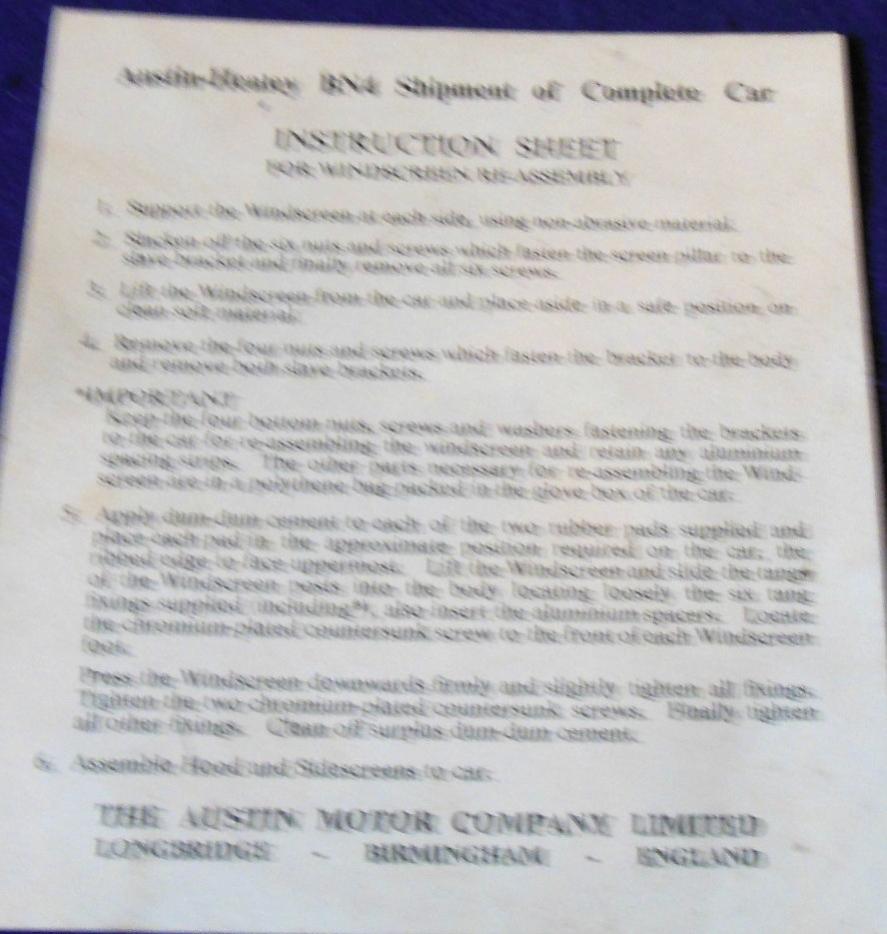 Austin-Healey BN4 Shipment of Complete Car
INSTRUCTION SHEET
FOR WINDSCREEN RE-ASSEMBLY
1. Support the Windscreen at each side, using non-abrasive material.
2. Slacken off the six nuts and screws which fasten the screen pillar to the
slave bracket and finally remove all six screws.
3. Lift the Windscreen from the car and place aside in a safe position on
clean soft material.
4. Remove the four nuts and screws which fasten the bracket to the body
and remove both slave brackets.
*IMPORTANT
Keep the four bottom nuts, screws and washers fastening the brackets
to the car for re-assembling the windscreen and retain any aluminium
spacing strips. The other parts necessary for re-assembling the Wind-
screen are in a polythene bag packed in the glove box of the car.
5. Apply dum-dum cement to each of the two rubber pads supplied and
place each pad in the approximate position required on the car, the
ribbed edge to face uppermost. Lift the Windscreen and slide the tangs
of the Windscreen posts into the body locating loosely the six tang
fixings supplied (including*), also insert the aluminium spacers. Locate
the chromium-plated countersunk screw to the front of each Windscreen
foot.
Press the Windscreen downwards firmly and slightly tighten all fixings.
Tighten the two chromium-plated countersunk screws. Finally tighten
all other fixings. Clean off surplus dum-dum cement.
6. Assemble Hood and Sidescreens to car.
THE AUSTIN MOTOR COMPANY LIMITED
LONGBRIDGE - BIRMINGHAM - ENGLAND